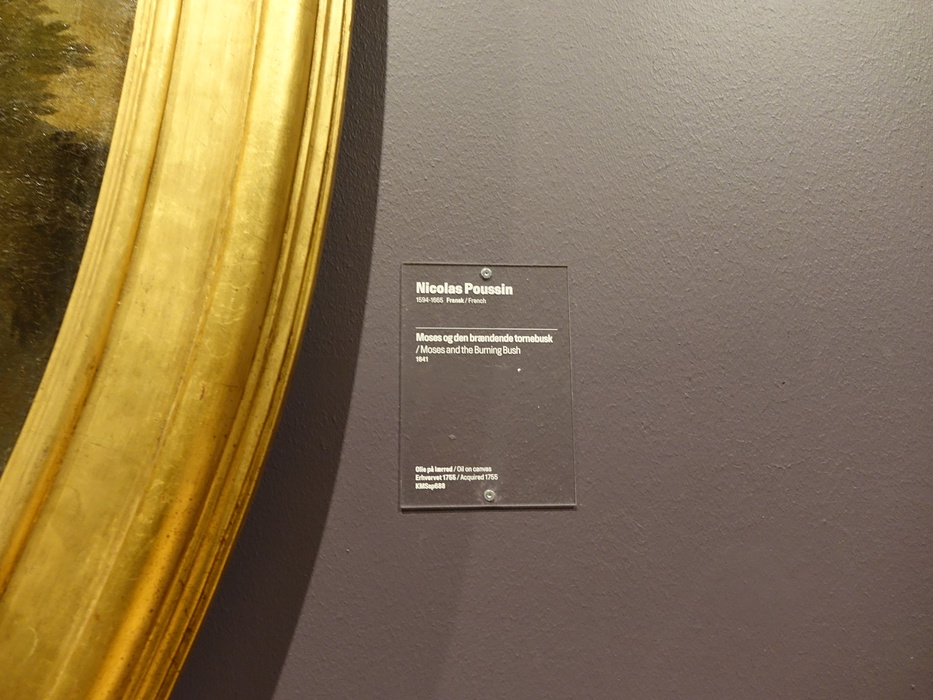 Nicolas Poussin
1594-1665 Fransk / French
Moses og den brændende tornebusk
/ Moses and the Burning Bush
1641
Olie på lærred / Oil on canvas
Erhvervet 1755 / Acquired 1755
KMSsp688